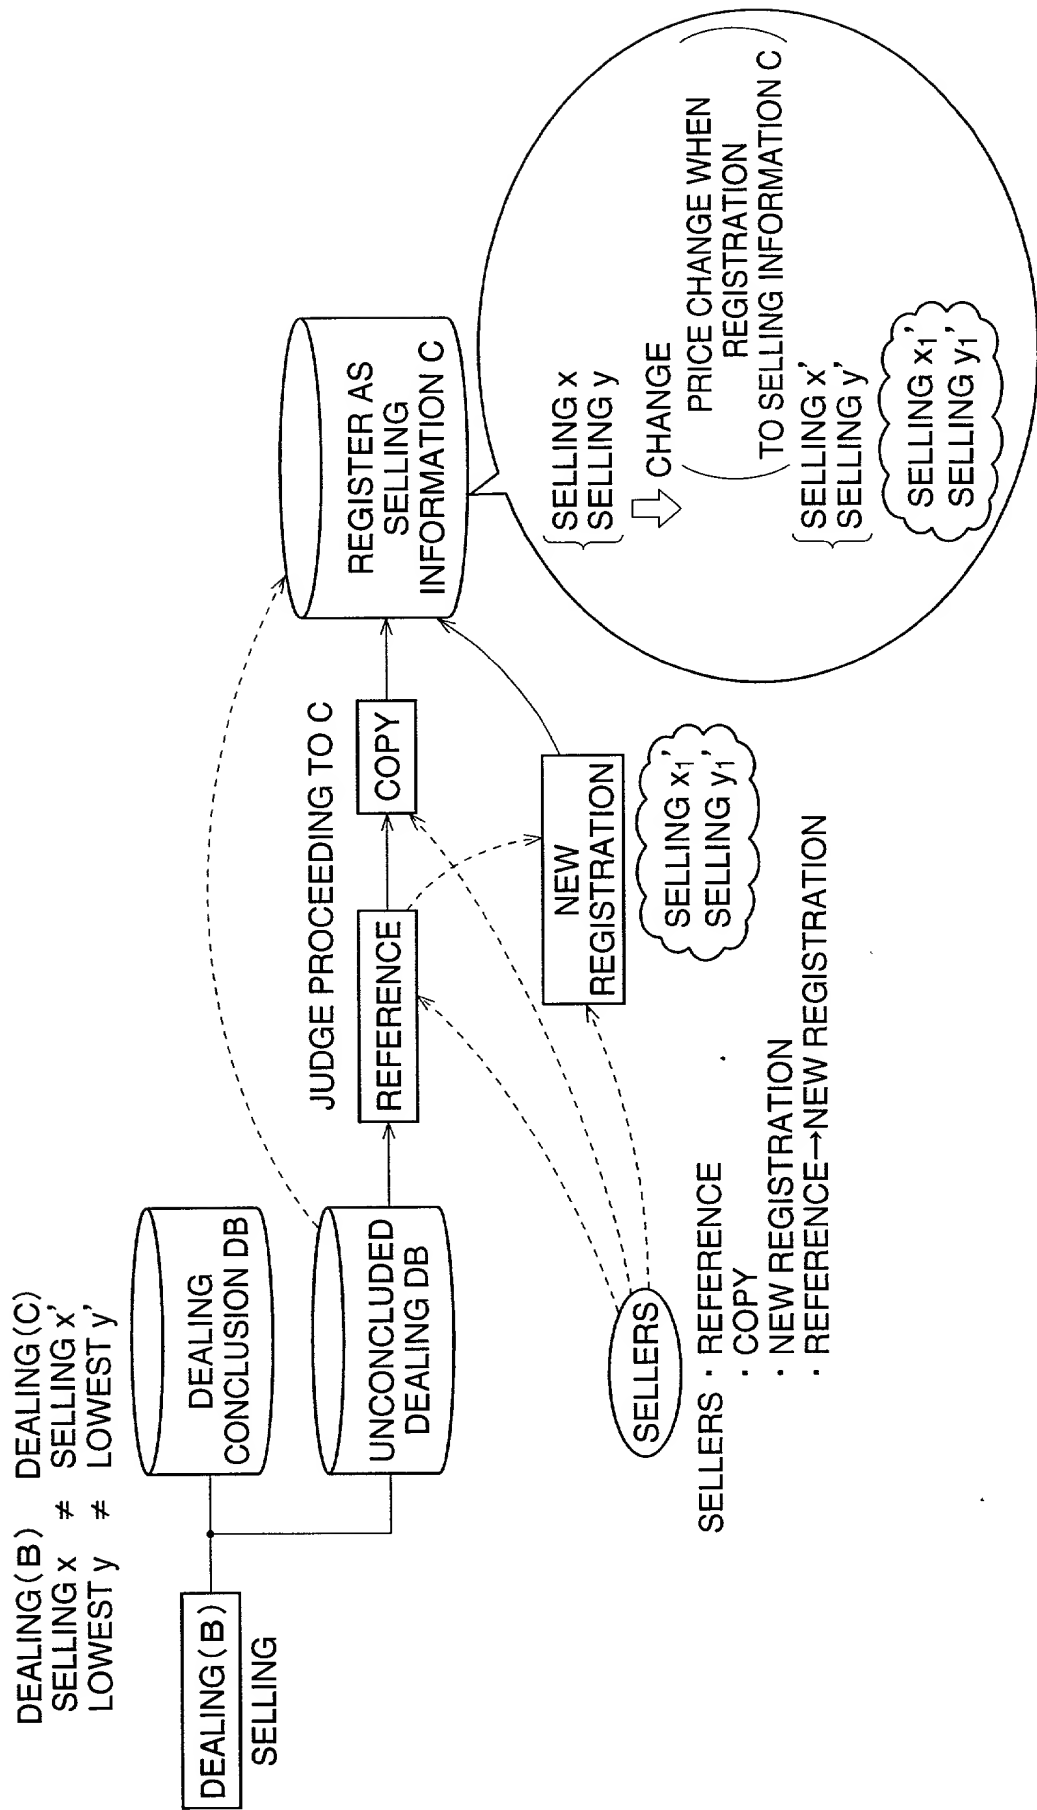 DEALING(B) DEALING(C)
SELLING x ≠ SELLING x'
LOWEST y ≠ LOWEST y'
DEALING(B)
SELLING
DEALING
CONCLUSION DB
UNCONCLUDED
DEALING DB
JUDGE PROCEEDING TO C
REFERENCE
COPY
REGISTER AS
SELLING
INFORMATION C
NEW
REGISTRATION
SELLING x1'
SELLING y1'
SELLERS
SELLERS : REFERENCE
· COPY
· NEW REGISTRATION
· REFERENCE→NEW REGISTRATION
SELLING x
SELLING y
CHANGE
PRICE CHANGE WHEN
REGISTRATION
TO SELLING INFORMATION C
SELLING x'
SELLING y'
SELLING x1'
SELLING y1'